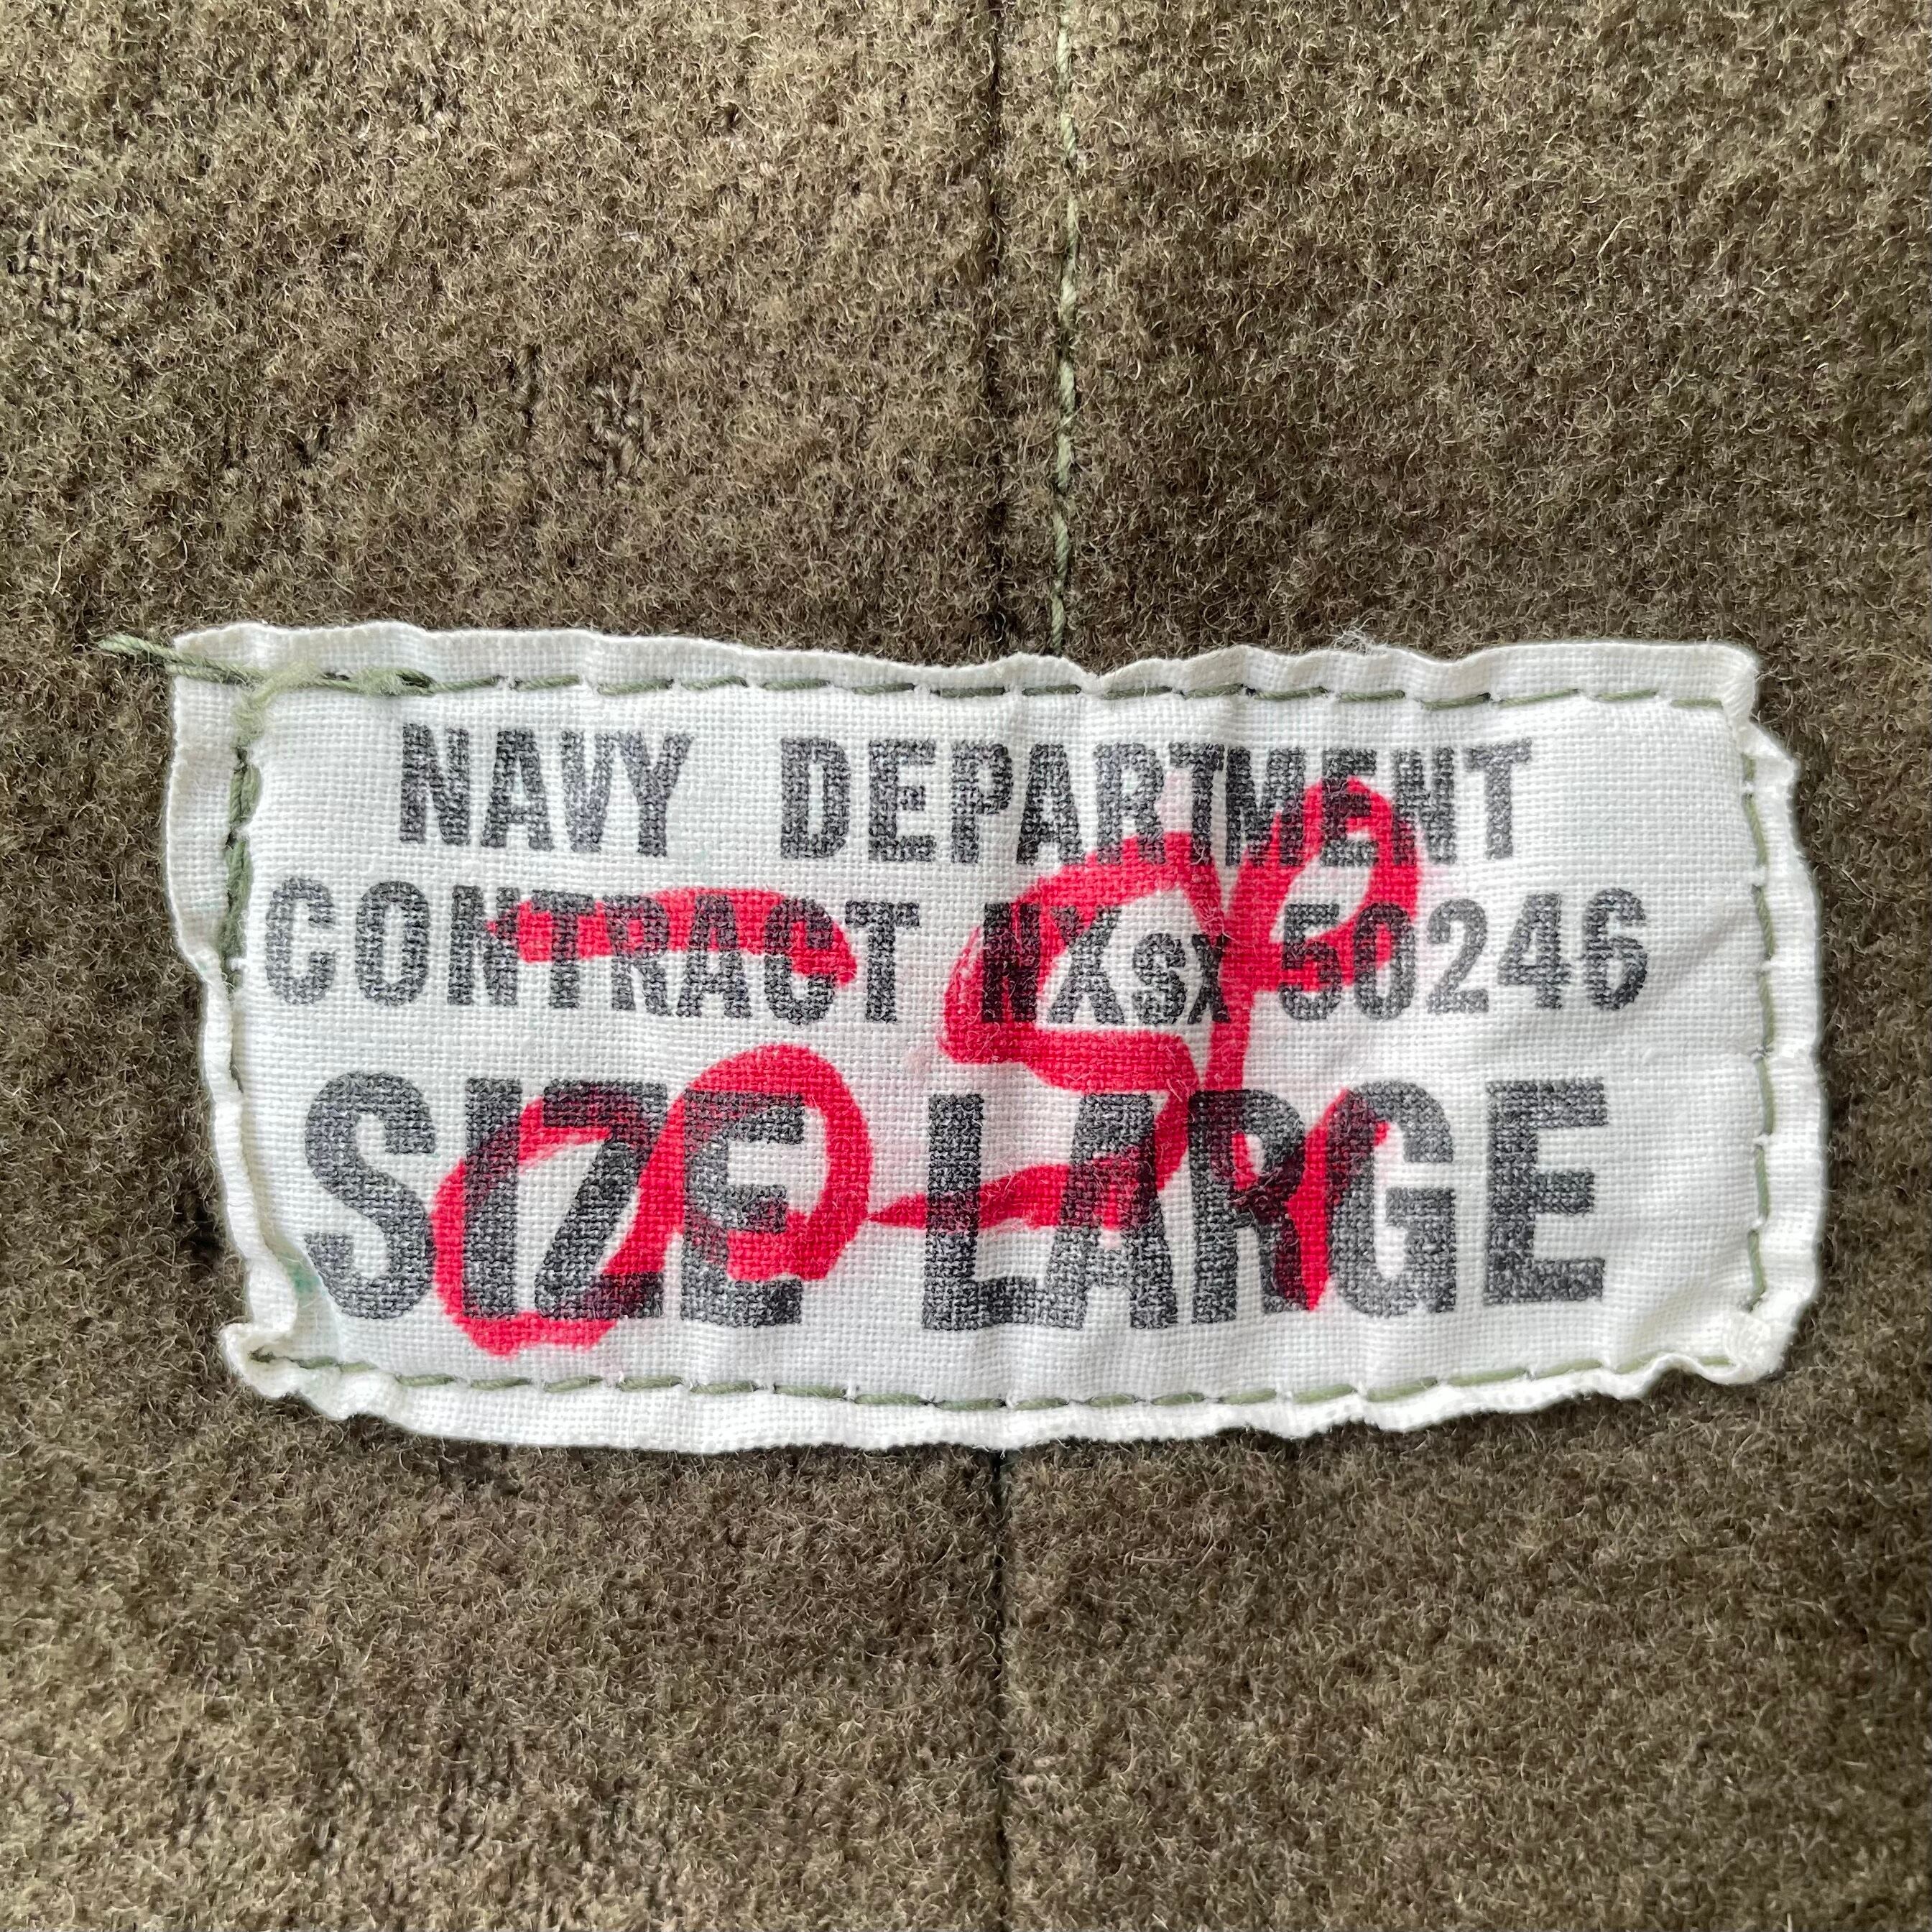 NAVY DEPARTMENT
CONTRACT NXsx 50246
SIZE LARGE